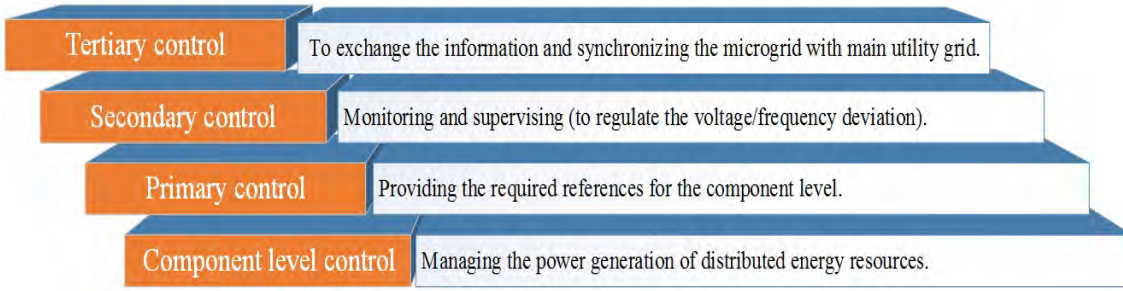 Tertiary control
To exchange the information and synchronizing the microgrid with main utility grid.
Secondary control
Monitoring and supervising (to regulate the voltage/frequency deviation).
Primary control
Providing the required references for the component level.
Component level control
Managing the power generation of distributed energy resources.